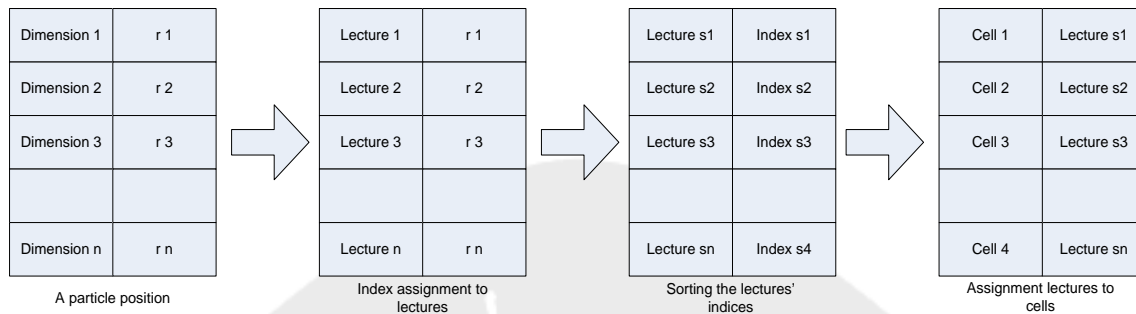 Dimension 1 r 1 Lecture 1 r 1 Lecture s1 Index s1 Cell 1 Lecture s1
Dimension 2 r 2 Lecture 2 r 2 Lecture s2 Index s2 Cell 2 Lecture s2
Dimension 3 r 3 Lecture 3 r 3 Lecture s3 Index s3 Cell 3 Lecture s3
Dimension n r n Lecture n r n Lecture sn Index s4 Cell 4 Lecture sn
A particle position
Index assignment to
lectures
Sorting the lectures'
indices
Assignment lectures to
cells